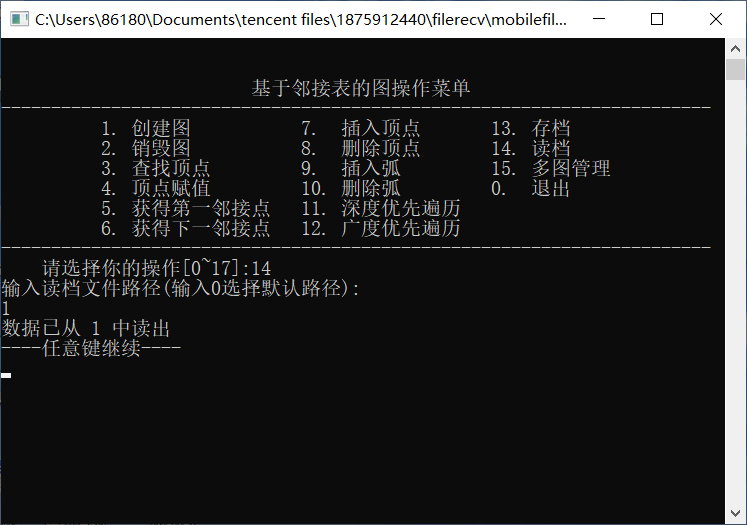 C:\Users\86180\Documents\tencent files\1875912440\filerecv\mobilefil...
基于邻接表的图操作菜单
-----------------------------------------------------------------------
1. 创建图 7. 插入顶点 13. 存档
2. 销毁图 8. 删除顶点 14. 读档
3. 查找顶点 9. 插入弧 15. 多图管理
4. 顶点赋值 10. 删除弧 0. 退出
5. 获得第一邻接点 11. 深度优先遍历
6. 获得下一邻接点 12. 广度优先遍历
-----------------------------------------------------------------------
请选择你的操作[0~17]:14
输入读档文件路径(输入0选择默认路径):
1
数据已从 1 中读出
----任意键继续----